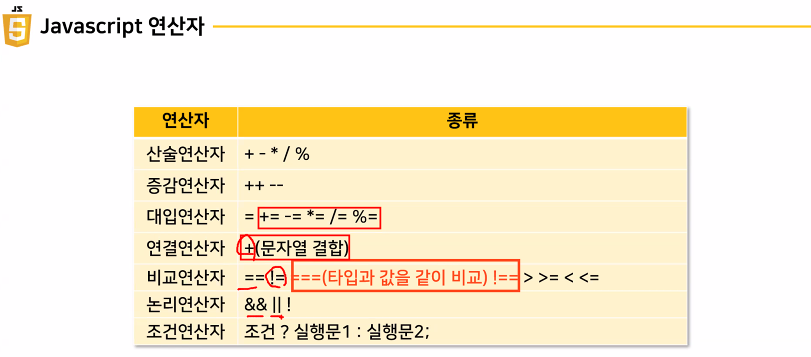 JS
5
Javascript 연산자
연산자 종류
산술연산자 + - * / %
증감연산자 ++ --
대입연산자 = += -= *= /= %=
연결연산자 +(문자열 결합)
비교연산자 == != ===(타입과 값을 같이 비교) !== > >= < <=
논리연산자 && || !
조건연산자 조건 ? 실행문1 : 실행문2;